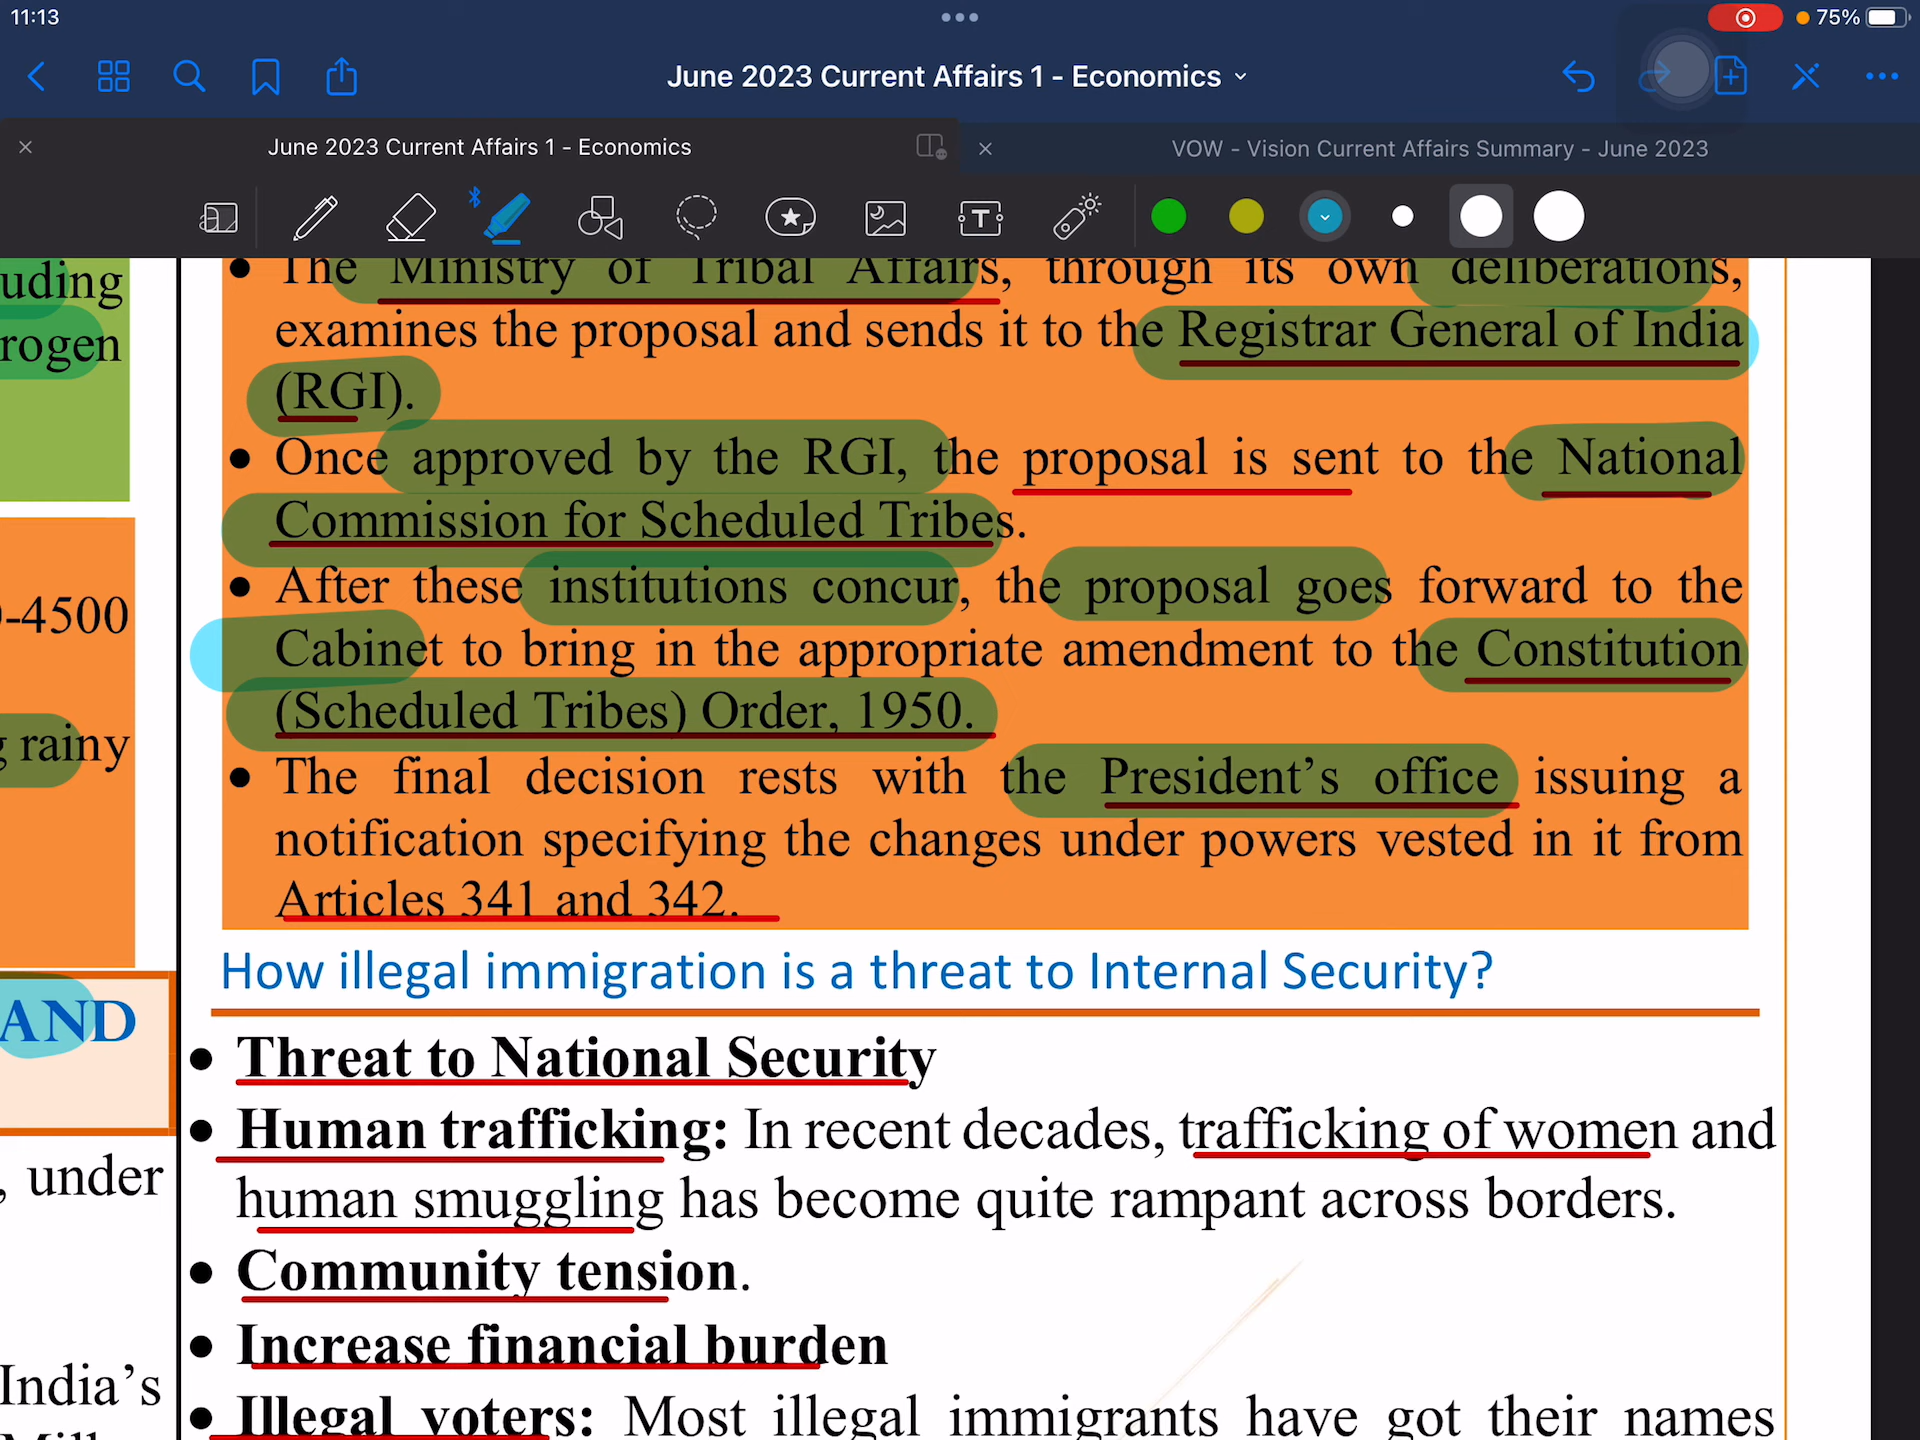 11:13
75%
June 2023 Current Affairs 1 - Economics
June 2023 Current Affairs 1 - Economics
VOW - Vision Current Affairs Summary - June 2023
uding
rogen
-4500
rainy
AND
, under
India’s
• The Ministry of Tribal Affairs, through its own deliberations,
examines the proposal and sends it to the Registrar General of India
(RGI).
• Once approved by the RGI, the proposal is sent to the National
Commission for Scheduled Tribes.
• After these institutions concur, the proposal goes forward to the
Cabinet to bring in the appropriate amendment to the Constitution
(Scheduled Tribes) Order, 1950.
• The final decision rests with the President’s office issuing a
notification specifying the changes under powers vested in it from
Articles 341 and 342.
How illegal immigration is a threat to Internal Security?
• Threat to National Security
• Human trafficking: In recent decades, trafficking of women and
human smuggling has become quite rampant across borders.
• Community tension.
• Increase financial burden
• Illegal voters: Most illegal immigrants have got their names